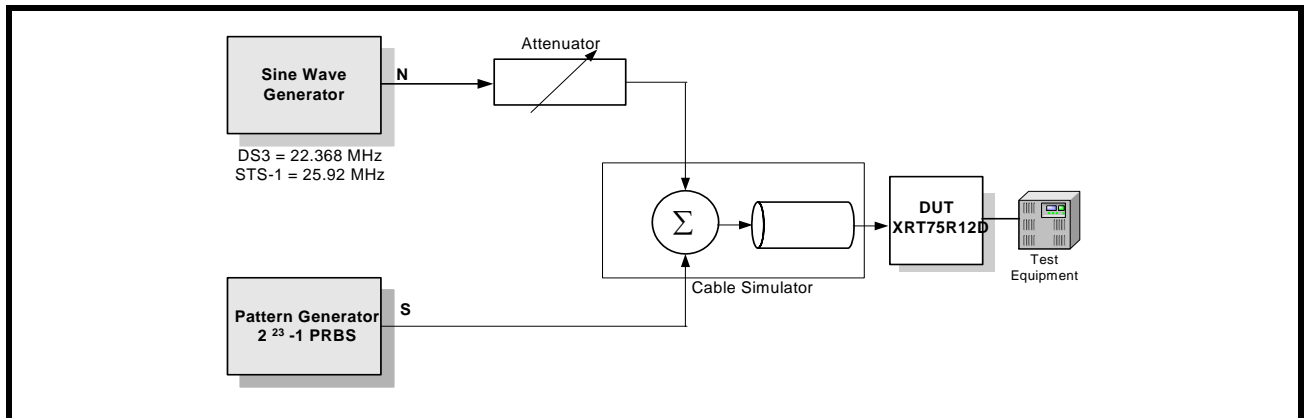 Attenuator
Sine Wave
Generator
N
DS3 = 22.368 MHz
STS-1 = 25.92 MHz
Σ
DUT
XRT75R12D
Test
Equipment
Cable Simulator
Pattern Generator
2 23 -1 PRBS
S